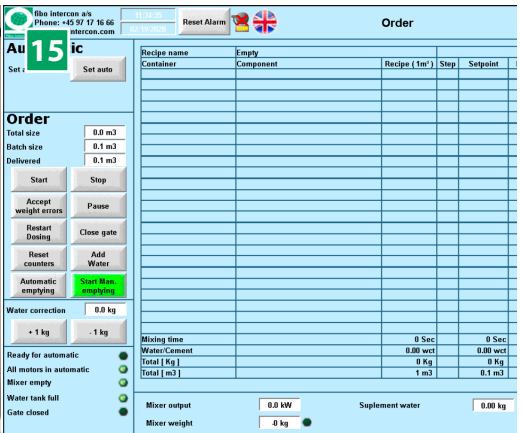 fibo intercon a/s
Phone: +45 97 17 16 66
intercon.com
11:24:35
02/19/2020
Reset Alarm
Order
15
Set auto
Order
Total size 0.0 m3
Batch size 0.1 m3
Delivered 0.1 m3
Start Stop
Accept weight errors
Pause
Restart Dosing
Close gate
Reset counters
Add Water
Automatic emptying
Start Man. emptying
Water correction 0.0 kg
+ 1 kg - 1 kg
Ready for automatic
All motors in automatic
Mixer empty
Water tank full
Gate closed
Recipe name Empty
Container Component Recipe ( 1m³ ) Step Setpoint
Mixing time 0 Sec 0 Sec
Water/Cement 0.00 wct 0.00 wct
Total [ Kg ] 0 Kg 0 Kg
Total [ m3 ] 1 m3 0.1 m3
Mixer output 0.0 kW Suplement water 0.00 kg
Mixer weight -0 kg